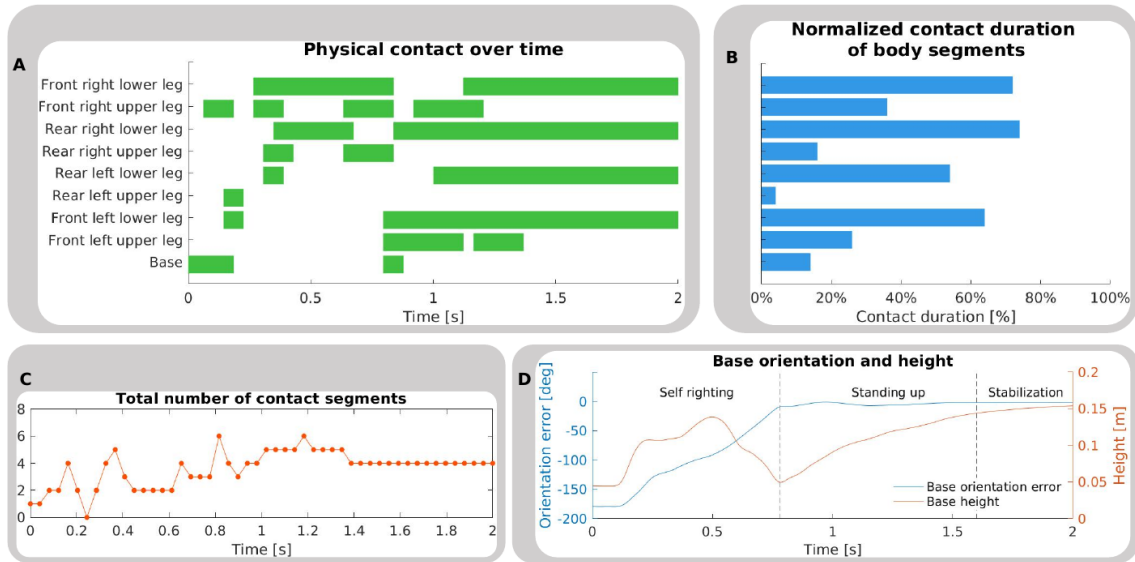 A
Physical contact over time
Front right lower leg
Front right upper leg
Rear right lower leg
Rear right upper leg
Rear left lower leg
Rear left upper leg
Front left lower leg
Front left upper leg
Base
0 0.5 1 1.5 2
Time [s]
B
Normalized contact duration
of body segments
0% 20% 40% 60% 80% 100%
Contact duration [%]
C
Total number of contact segments
8
6
4
2
0
0 0.2 0.4 0.6 0.8 1 1.2 1.4 1.6 1.8 2
Time [s]
D
Base orientation and height
Orientation error [deg]
0
-50
-100
-150
-200
Self righting
Standing up
Stabilization
Base orientation error
Base height
0.2
0.15
0.1
0.05
0
Height [m]
0 0.5 1 1.5 2
Time [s]